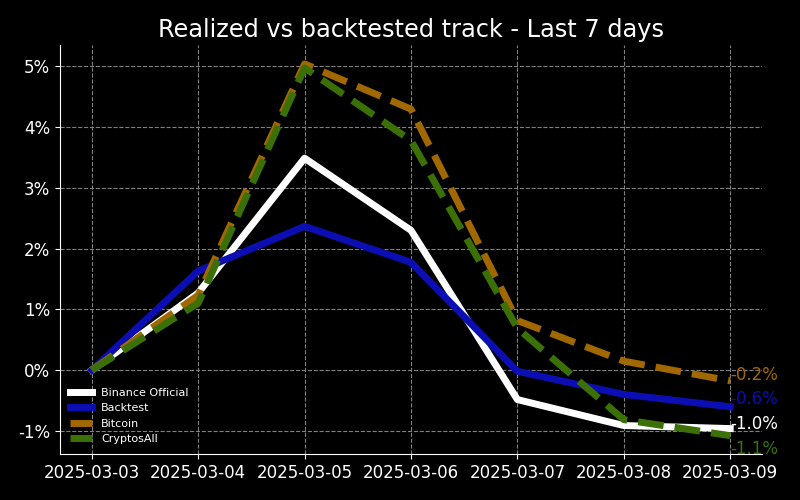 Realized vs backtested track - Last 7 days
5%
4%
3%
2%
1%
0%
-1%
Binance Official
Backtest
Bitcoin
CryptosAll
-0.2%
-0.6%
-1.0%
-1.1%
2025-03-03 2025-03-04 2025-03-05 2025-03-06 2025-03-07 2025-03-08 2025-03-09